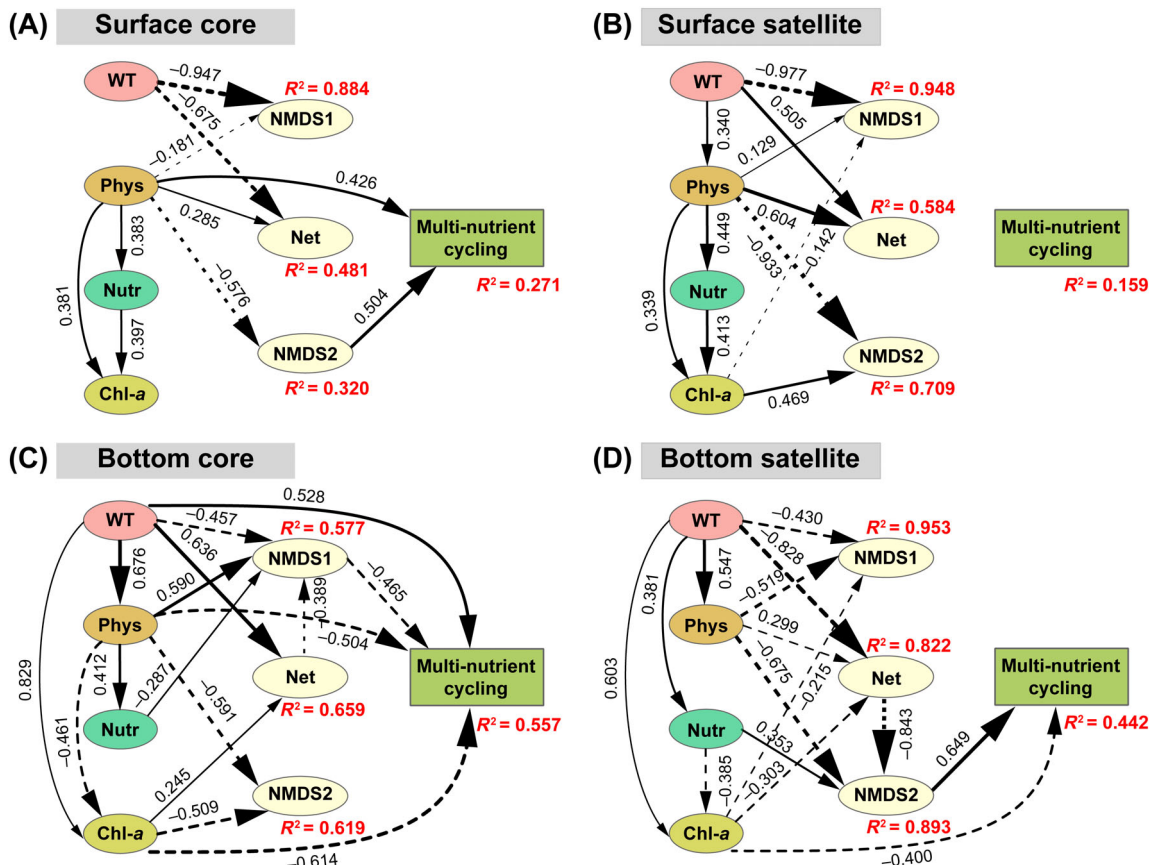 (A) Surface core
WT
–0.947
R² = 0.884
NMDS1
–0.675
–0.181
Phys
0.426
0.285
0.383
Net
R² = 0.481
Multi-nutrient
cycling
R² = 0.271
–0.576
0.504
Nutr
0.381
0.397
NMDS2
R² = 0.320
Chl-a
(B) Surface satellite
WT
–0.977
R² = 0.948
NMDS1
0.505
0.340
0.129
Phys
0.604
R² = 0.584
Net
0.449
–0.142
–0.933
Multi-nutrient
cycling
R² = 0.159
Nutr
0.339
0.413
NMDS2
R² = 0.709
Chl-a
0.469
(C) Bottom core
WT
0.528
–0.457
R² = 0.577
NMDS1
0.636
0.676
0.590
–0.389
–0.465
Phys
–0.504
0.412
Multi-nutrient
cycling
R² = 0.557
Net
R² = 0.659
0.829
–0.287
–0.591
Nutr
–0.461
0.245
NMDS2
R² = 0.619
–0.509
Chl-a
–0.614
(D) Bottom satellite
WT
–0.430
R² = 0.953
NMDS1
–0.828
0.547
0.381
–0.519
Phys
0.299
R² = 0.822
Net
–0.675
–0.215
Multi-nutrient
cycling
R² = 0.442
0.603
Nutr
0.353
–0.843
–0.385
–0.303
0.649
NMDS2
R² = 0.893
Chl-a
–0.400